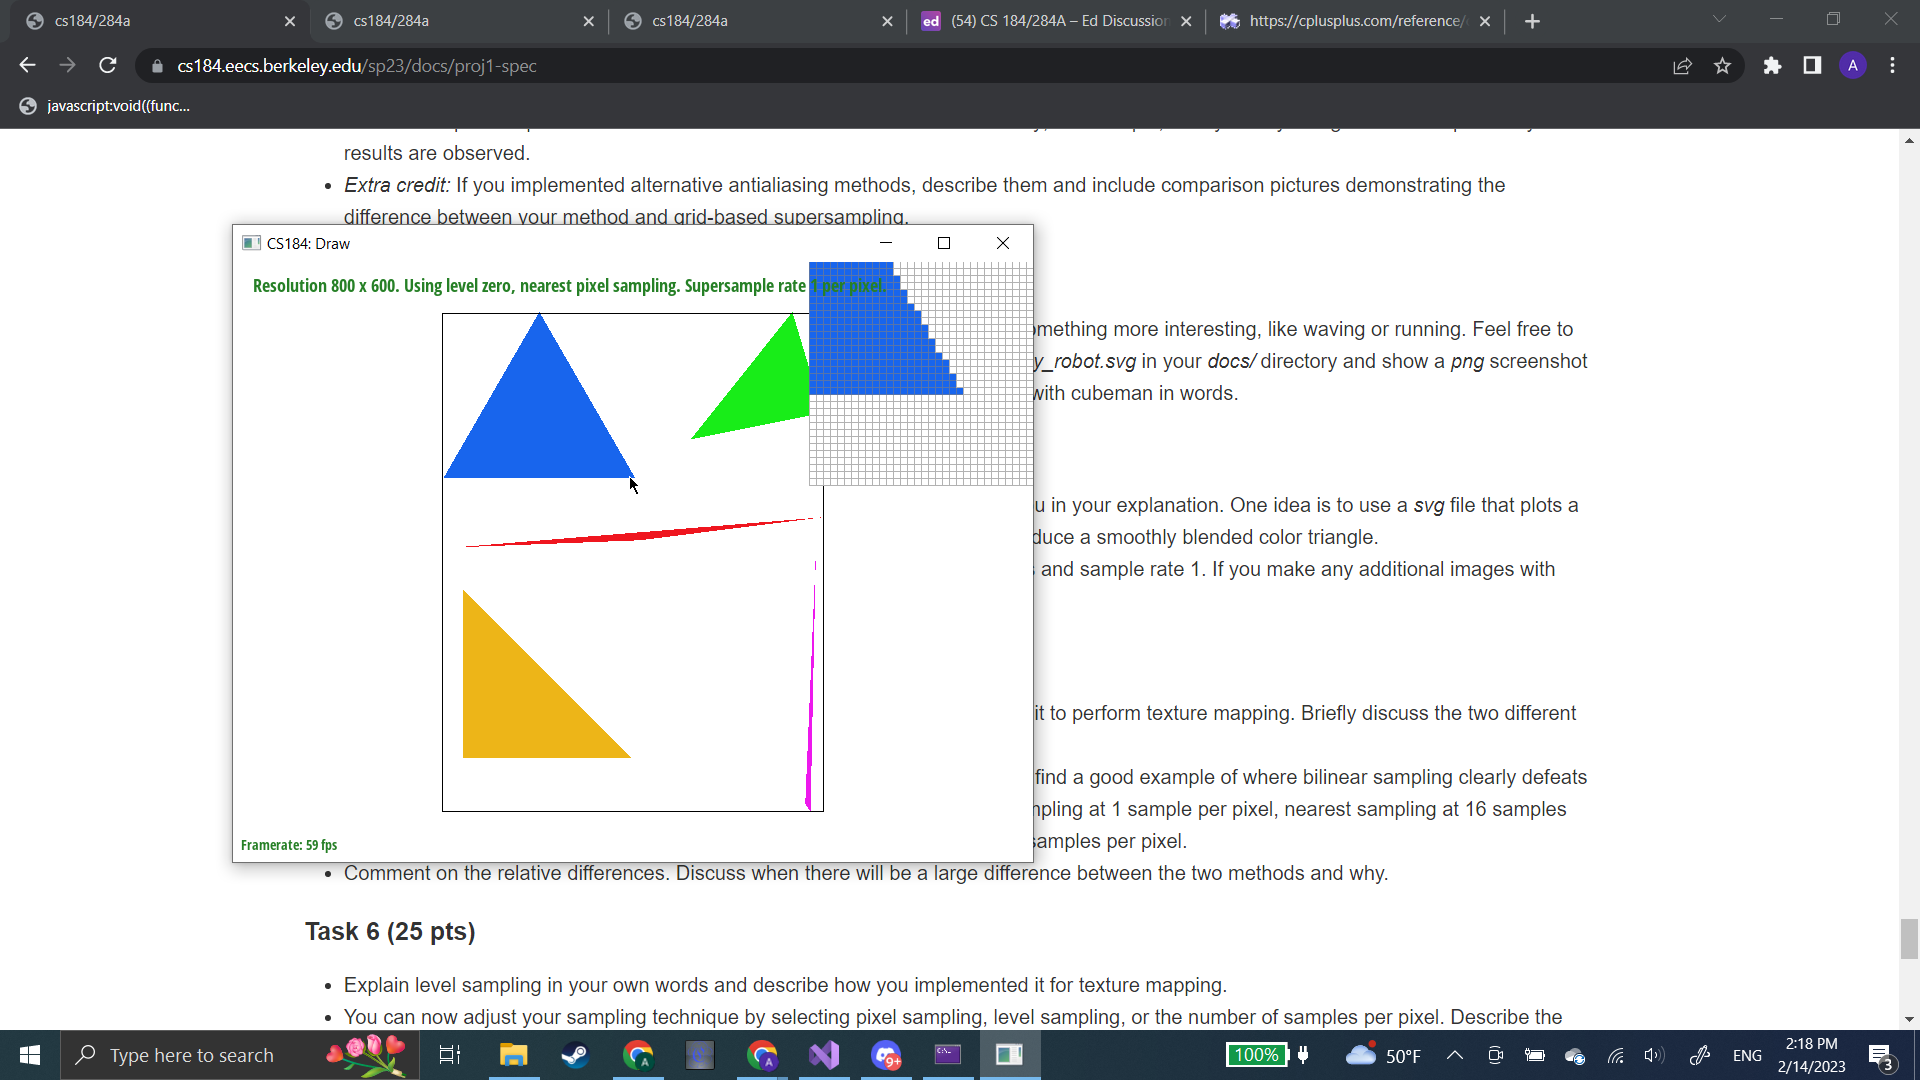 cs184/284a
cs184/284a
cs184/284a
ed (54) CS 184/284A – Ed Discussion
https://cplusplus.com/reference/
cs184.eecs.berkeley.edu/sp23/docs/proj1-spec
A
javascript:void((func...
results are observed.
• Extra credit: If you implemented alternative antialiasing methods, describe them and include comparison pictures demonstrating the
difference between your method and grid-based supersampling.
CS184: Draw
Resolution 800 x 600. Using level zero, nearest pixel sampling. Supersample rate 1 per pixel.
omething more interesting, like waving or running. Feel free to
y_robot.svg in your docs/ directory and show a png screenshot
with cubeman in words.
u in your explanation. One idea is to use a svg file that plots a
duce a smoothly blended color triangle.
and sample rate 1. If you make any additional images with
it to perform texture mapping. Briefly discuss the two different
find a good example of where bilinear sampling clearly defeats
mpling at 1 sample per pixel, nearest sampling at 16 samples
samples per pixel.
Framerate: 59 fps
• Comment on the relative differences. Discuss when there will be a large difference between the two methods and why.
Task 6 (25 pts)
• Explain level sampling in your own words and describe how you implemented it for texture mapping.
• You can now adjust your sampling technique by selecting pixel sampling, level sampling, or the number of samples per pixel. Describe the
Type here to search
9+
100%
50°F
ENG
2:18 PM
2/14/2023
3